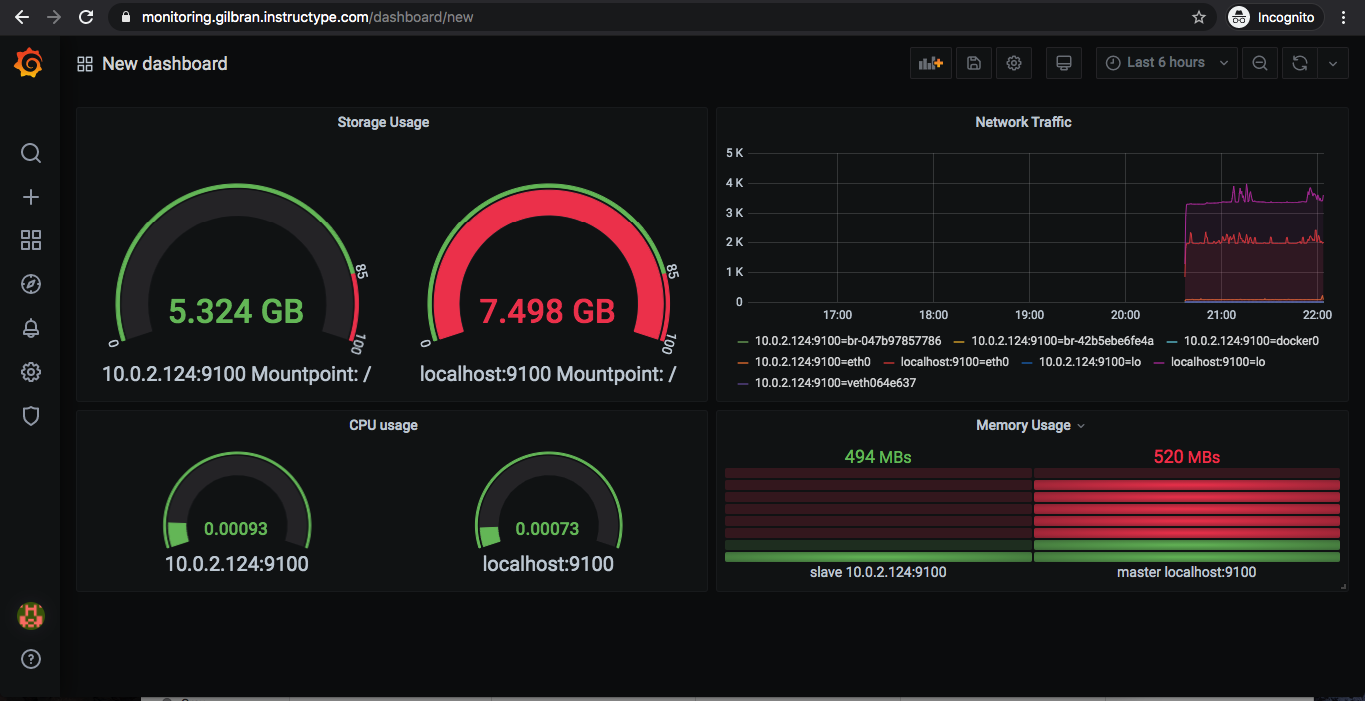 monitoring.gilbran.instructype.com/dashboard/new
Incognito
New dashboard
Last 6 hours
Storage Usage
85
85
5.324 GB
7.498 GB
0
100
0
100
10.0.2.124:9100 Mountpoint: /
localhost:9100 Mountpoint: /
Network Traffic
5 K
4 K
3 K
2 K
1 K
0
17:00 18:00 19:00 20:00 21:00 22:00
10.0.2.124:9100=br-047b97857786 10.0.2.124:9100=br-42b5ebe6fe4a 10.0.2.124:9100=docker0
10.0.2.124:9100=eth0 localhost:9100=eth0 10.0.2.124:9100=lo localhost:9100=lo
10.0.2.124:9100=veth064e637
CPU usage
0.00093
0.00073
10.0.2.124:9100
localhost:9100
Memory Usage
494 MBs
520 MBs
slave 10.0.2.124:9100
master localhost:9100